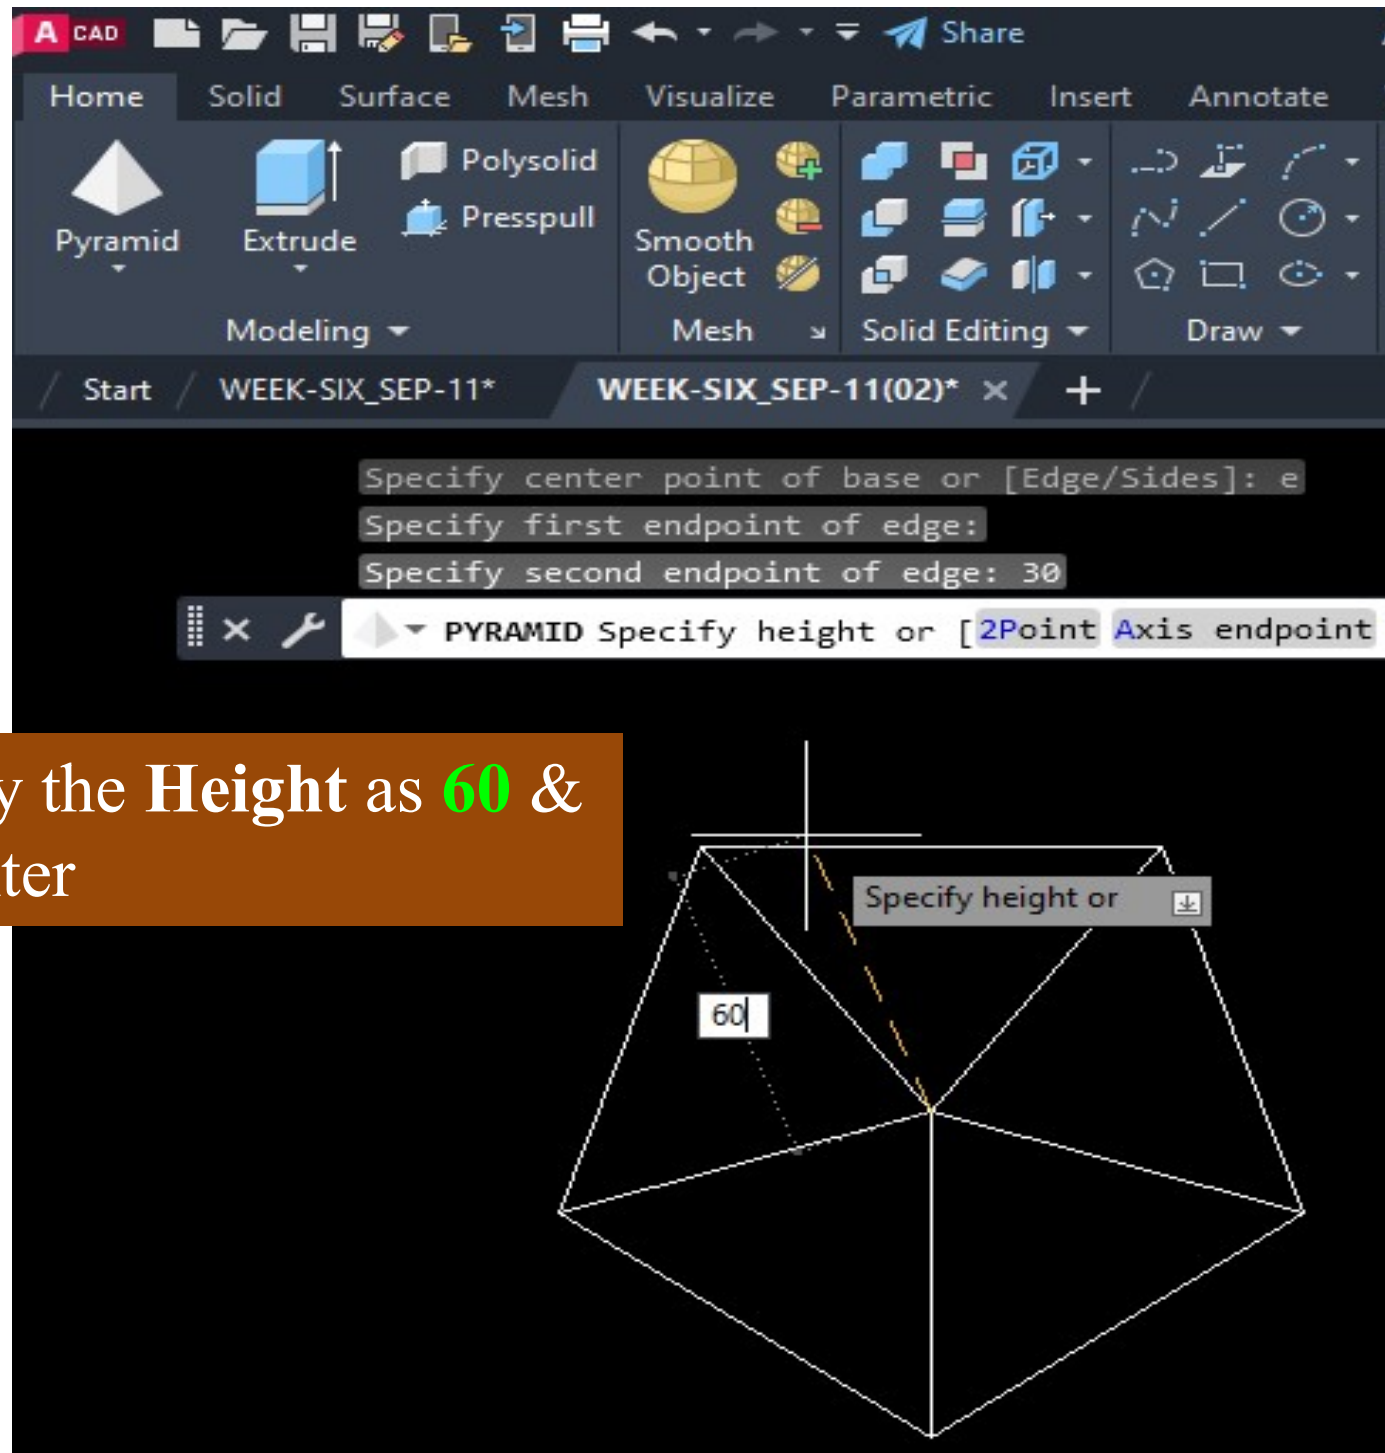 A CAD Share
Home Solid Surface Mesh Visualize Parametric Insert Annotate
Polysolid
Presspull
Pyramid Extrude Smooth
Object
Modeling Mesh Solid Editing Draw
Start WEEK-SIX_SEP-11* WEEK-SIX_SEP-11(02)*
Specify center point of base or [Edge/Sides]: e
Specify first endpoint of edge:
Specify second endpoint of edge: 30
PYRAMID Specify height or [2Point Axis endpoint
y the Height as 60 &
ter
Specify height or
60